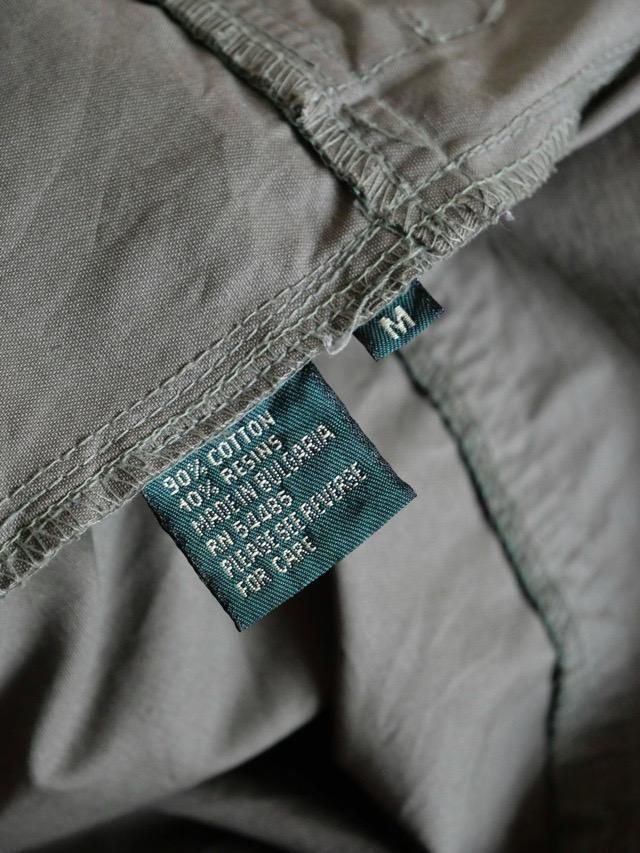 M
90% COTTON
10% RESINS
MADE IN BULGARIA
RN 54485
PLEASE SEE REVERSE
FOR CARE